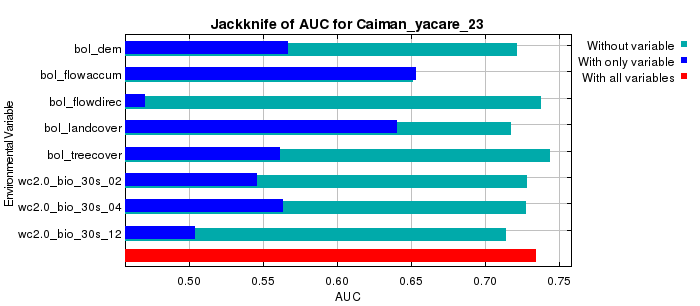 Jackknife of AUC for Caiman_yacare_23
Environmental Variable
bol_dem
bol_flowaccum
bol_flowdirec
bol_landcover
bol_treecover
wc2.0_bio_30s_02
wc2.0_bio_30s_04
wc2.0_bio_30s_12
0.50 0.55 0.60 0.65 0.70 0.75
AUC
Without variable
With only variable
With all variables